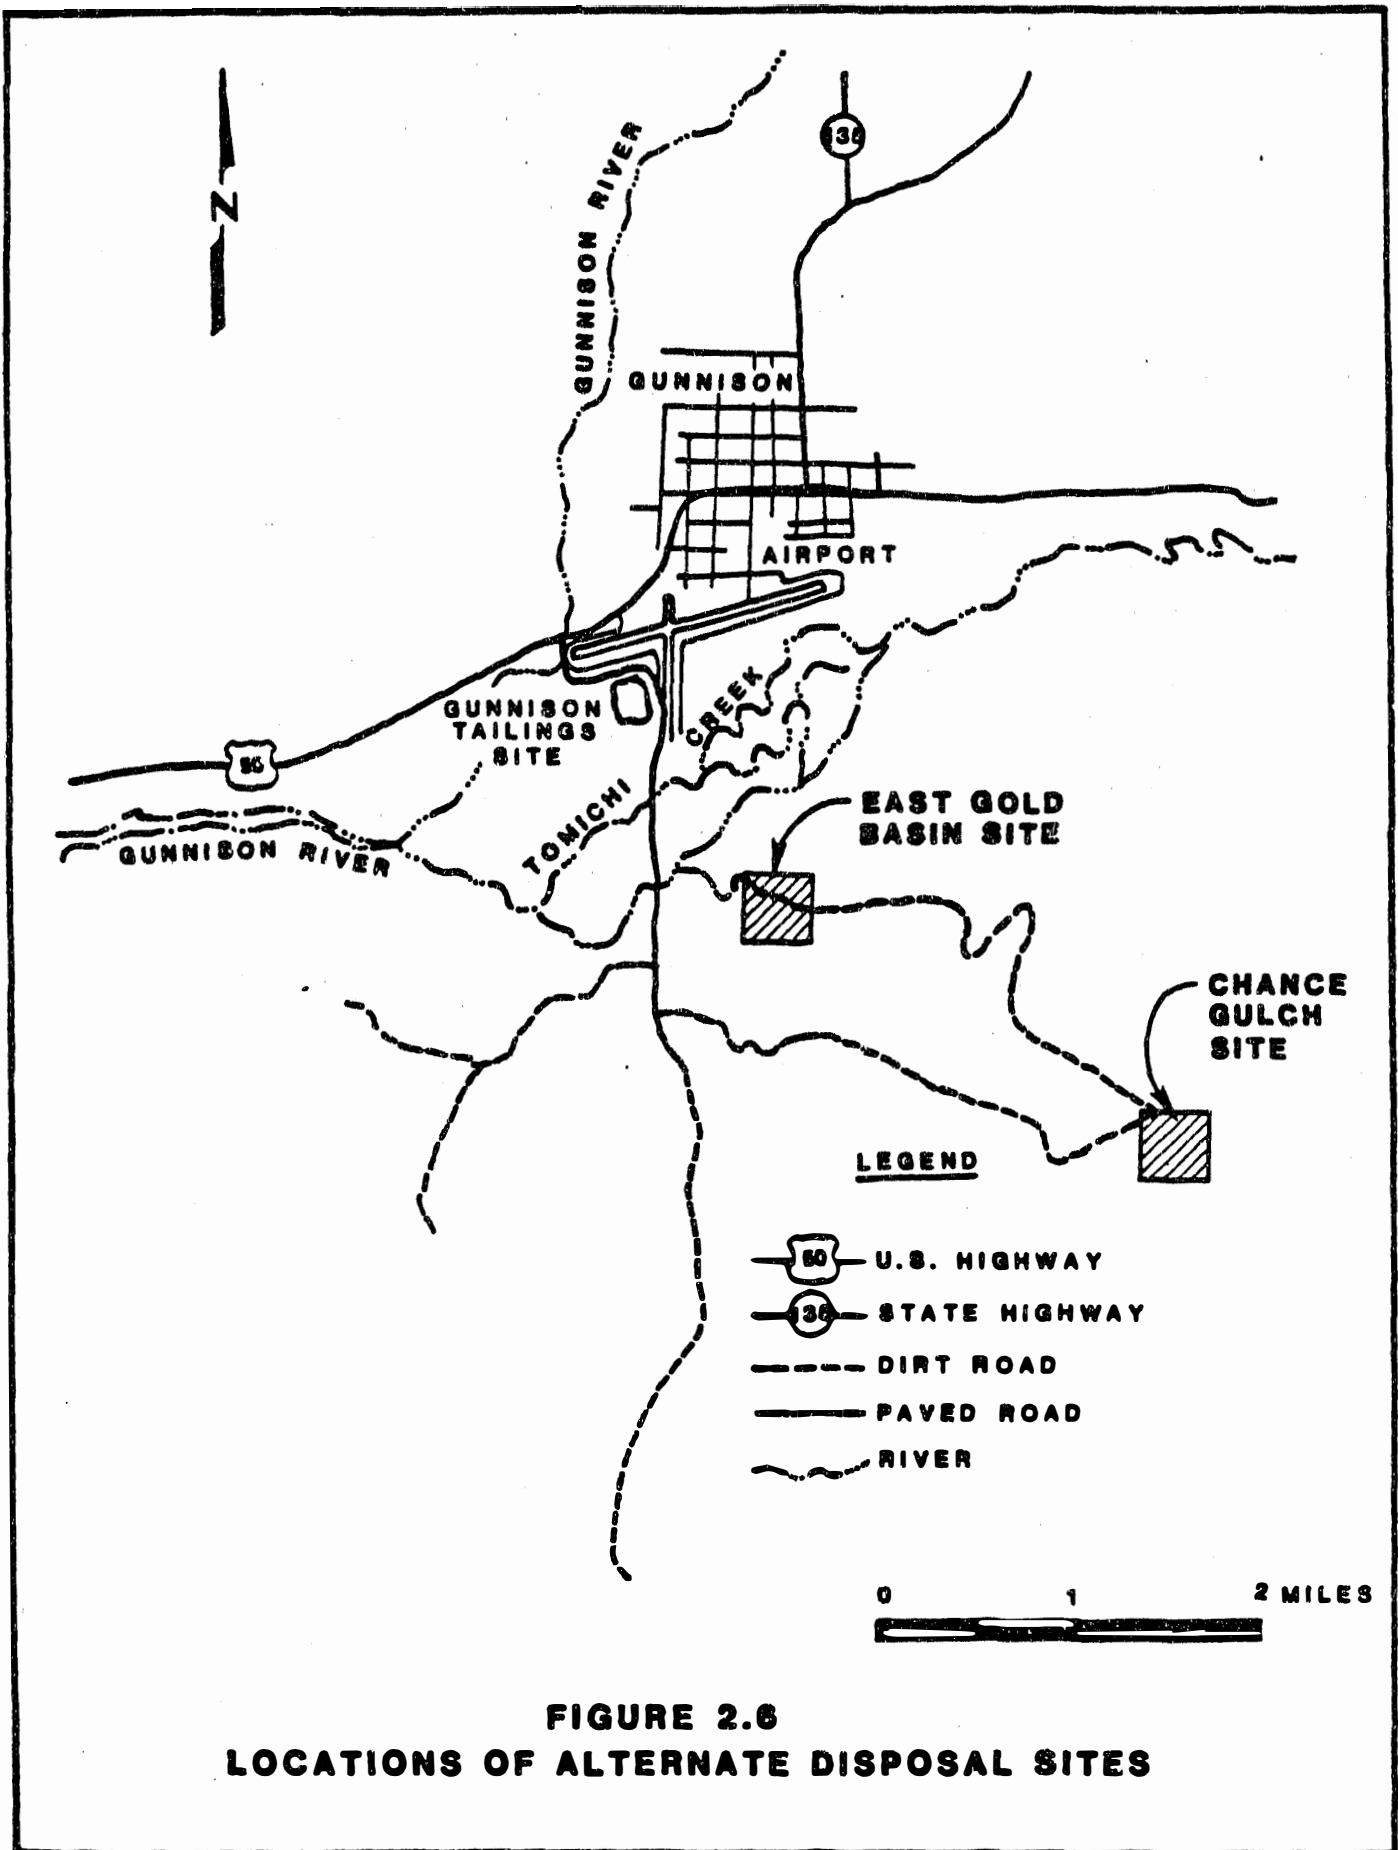 N
GUNNISON RIVER
GUNNISON
AIRPORT
GUNNISON
TAILINGS
SITE
TOMICHI CREEK
GUNNISON RIVER
EAST GOLD
BASIN SITE
CHANCE
GULCH
SITE
LEGEND
50 U.S. HIGHWAY
STATE HIGHWAY
DIRT ROAD
PAVED ROAD
RIVER
0 1 2 MILES
FIGURE 2.6
LOCATIONS OF ALTERNATE DISPOSAL SITES